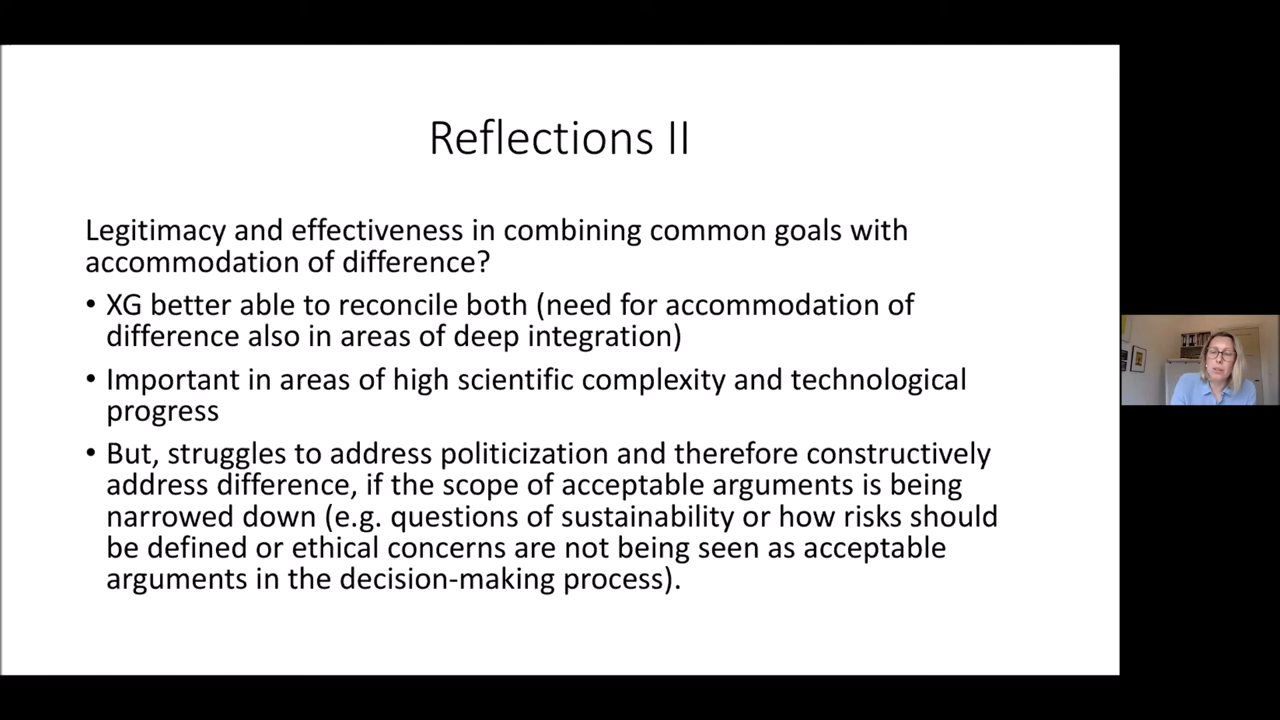 Reflections II
Legitimacy and effectiveness in combining common goals with
accommodation of difference?
• XG better able to reconcile both (need for accommodation of
difference also in areas of deep integration)
• Important in areas of high scientific complexity and technological
progress
• But, struggles to address politicization and therefore constructively
address difference, if the scope of acceptable arguments is being
narrowed down (e.g. questions of sustainability or how risks should
be defined or ethical concerns are not being seen as acceptable
arguments in the decision-making process).